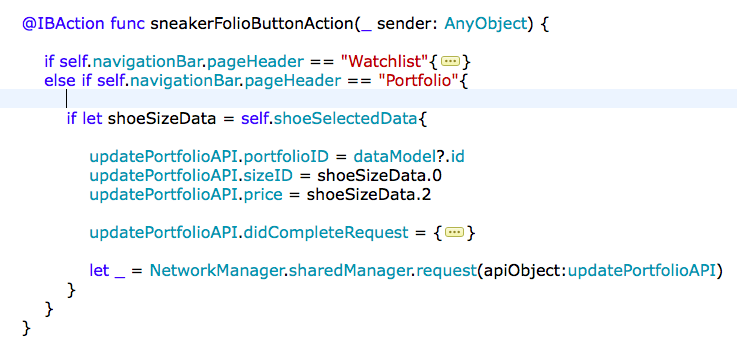 @IBAction func sneakerFolioButtonAction(_ sender: AnyObject) {
if self.navigationBar.pageHeader == "Watchlist"{•••}
else if self.navigationBar.pageHeader == "Portfolio"{
if let shoeSizeData = self.shoeSelectedData{
updatePortfolioAPI.portfolioID = dataModel?.id
updatePortfolioAPI.sizeID = shoeSizeData.0
updatePortfolioAPI.price = shoeSizeData.2
updatePortfolioAPI.didCompleteRequest = {•••}
let _ = NetworkManager.sharedManager.request(apiObject:updatePortfolioAPI)
}
}
}